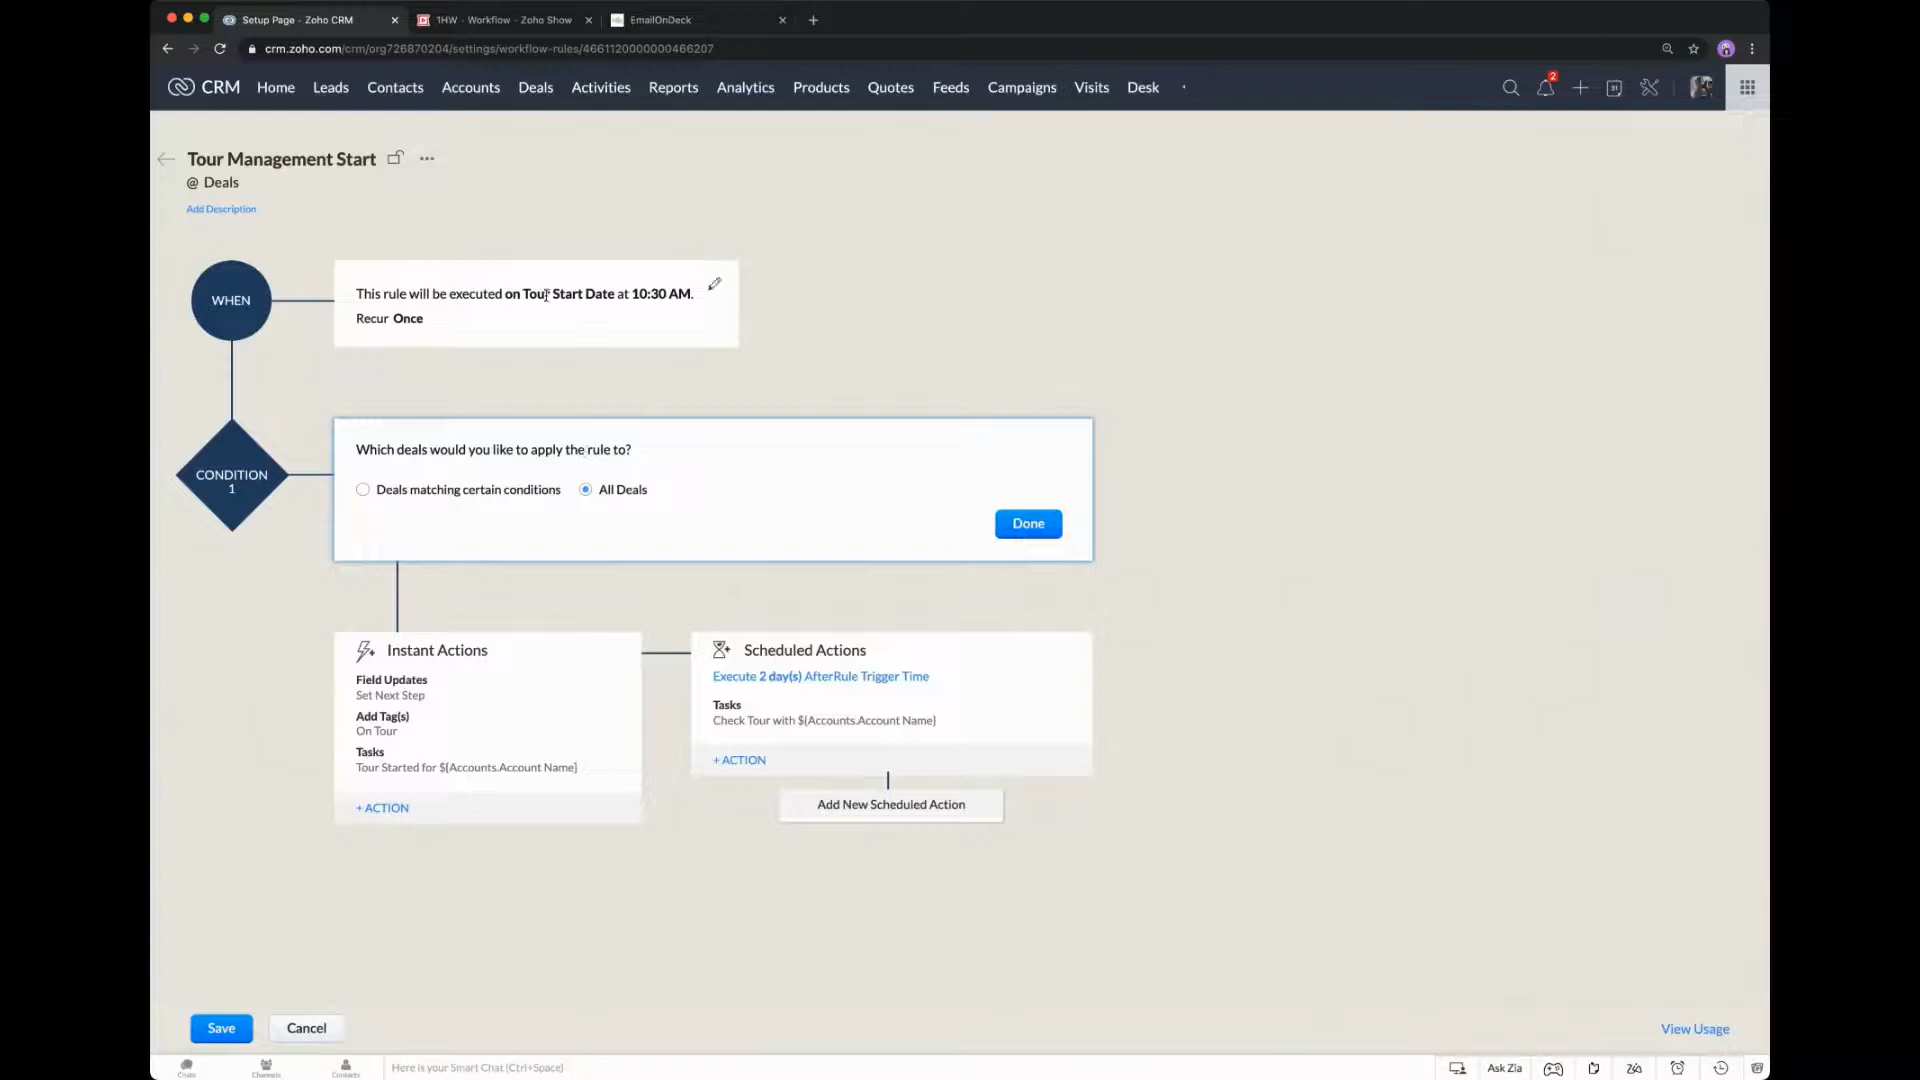 Setup Page - Zoho CRM
1HW - Workflow - Zoho Show
EmailOnDeck
crm.zoho.com/crm/org726870204/settings/workflow-rules/4661120000000466207
CRM Home Leads Contacts Accounts Deals Activities Reports Analytics Products Quotes Feeds Campaigns Visits Desk
2
31
Tour Management Start
@ Deals
Add Description
WHEN
This rule will be executed on Tour Start Date at 10:30 AM.
Recur Once
CONDITION
1
Which deals would you like to apply the rule to?
Deals matching certain conditions All Deals
Done
Instant Actions
Field Updates
Set Next Step
Add Tag(s)
On Tour
Tasks
Tour Started for ${Accounts.Account Name}
+ ACTION
Scheduled Actions
Execute 2 day(s) AfterRule Trigger Time
Tasks
Check Tour with ${Accounts.Account Name}
+ ACTION
Add New Scheduled Action
Save Cancel
View Usage
Chats Channels Contacts
Here is your Smart Chat (Ctrl+Space)
Ask Zia